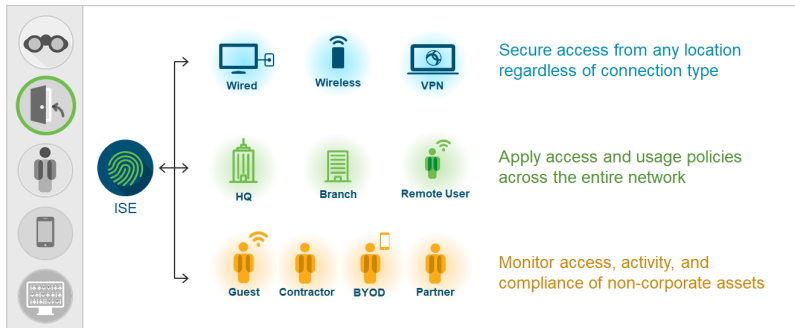 Wired
Wireless
VPN
Secure access from any location
regardless of connection type
ISE
HQ
Branch
Remote User
Apply access and usage policies
across the entire network
Guest
Contractor
BYOD
Partner
Monitor access, activity, and
compliance of non-corporate assets